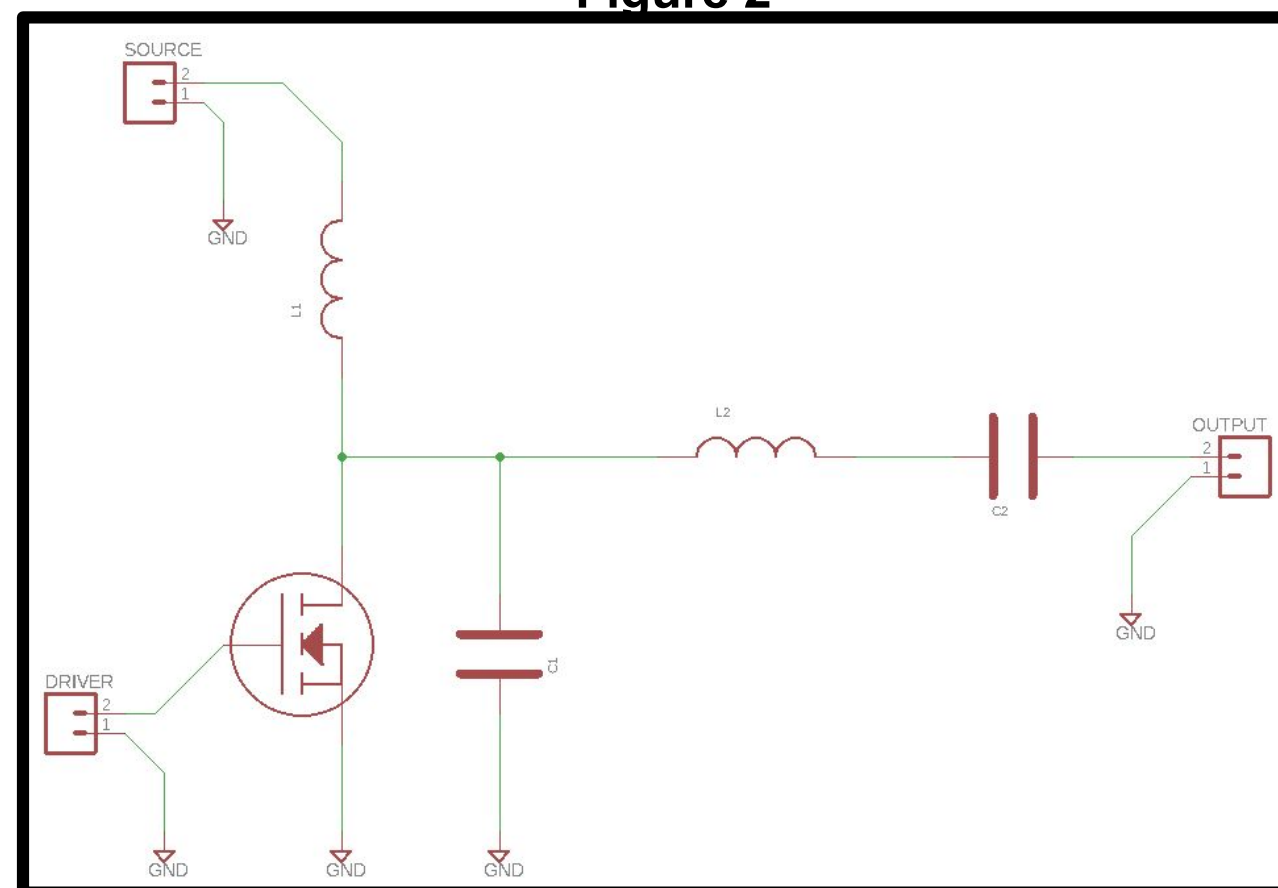 Figure 2
SOURCE
2
1
GND
L1
L2
C2
OUTPUT
2
1
GND
C1
DRIVER
2
1
GND
GND
GND